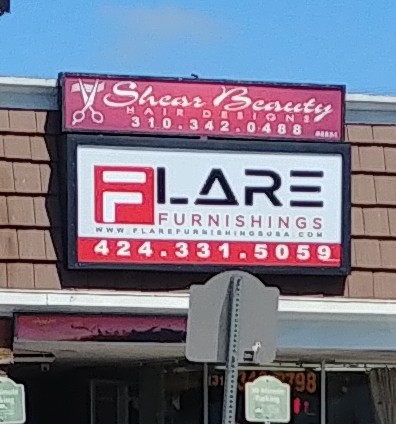 Shear Beauty
HAIR DESIGNS
310.342.0488
FLARE
FURNISHINGS
WWW.FLAREFURNISHINGSUSA.COM
424.331.5059